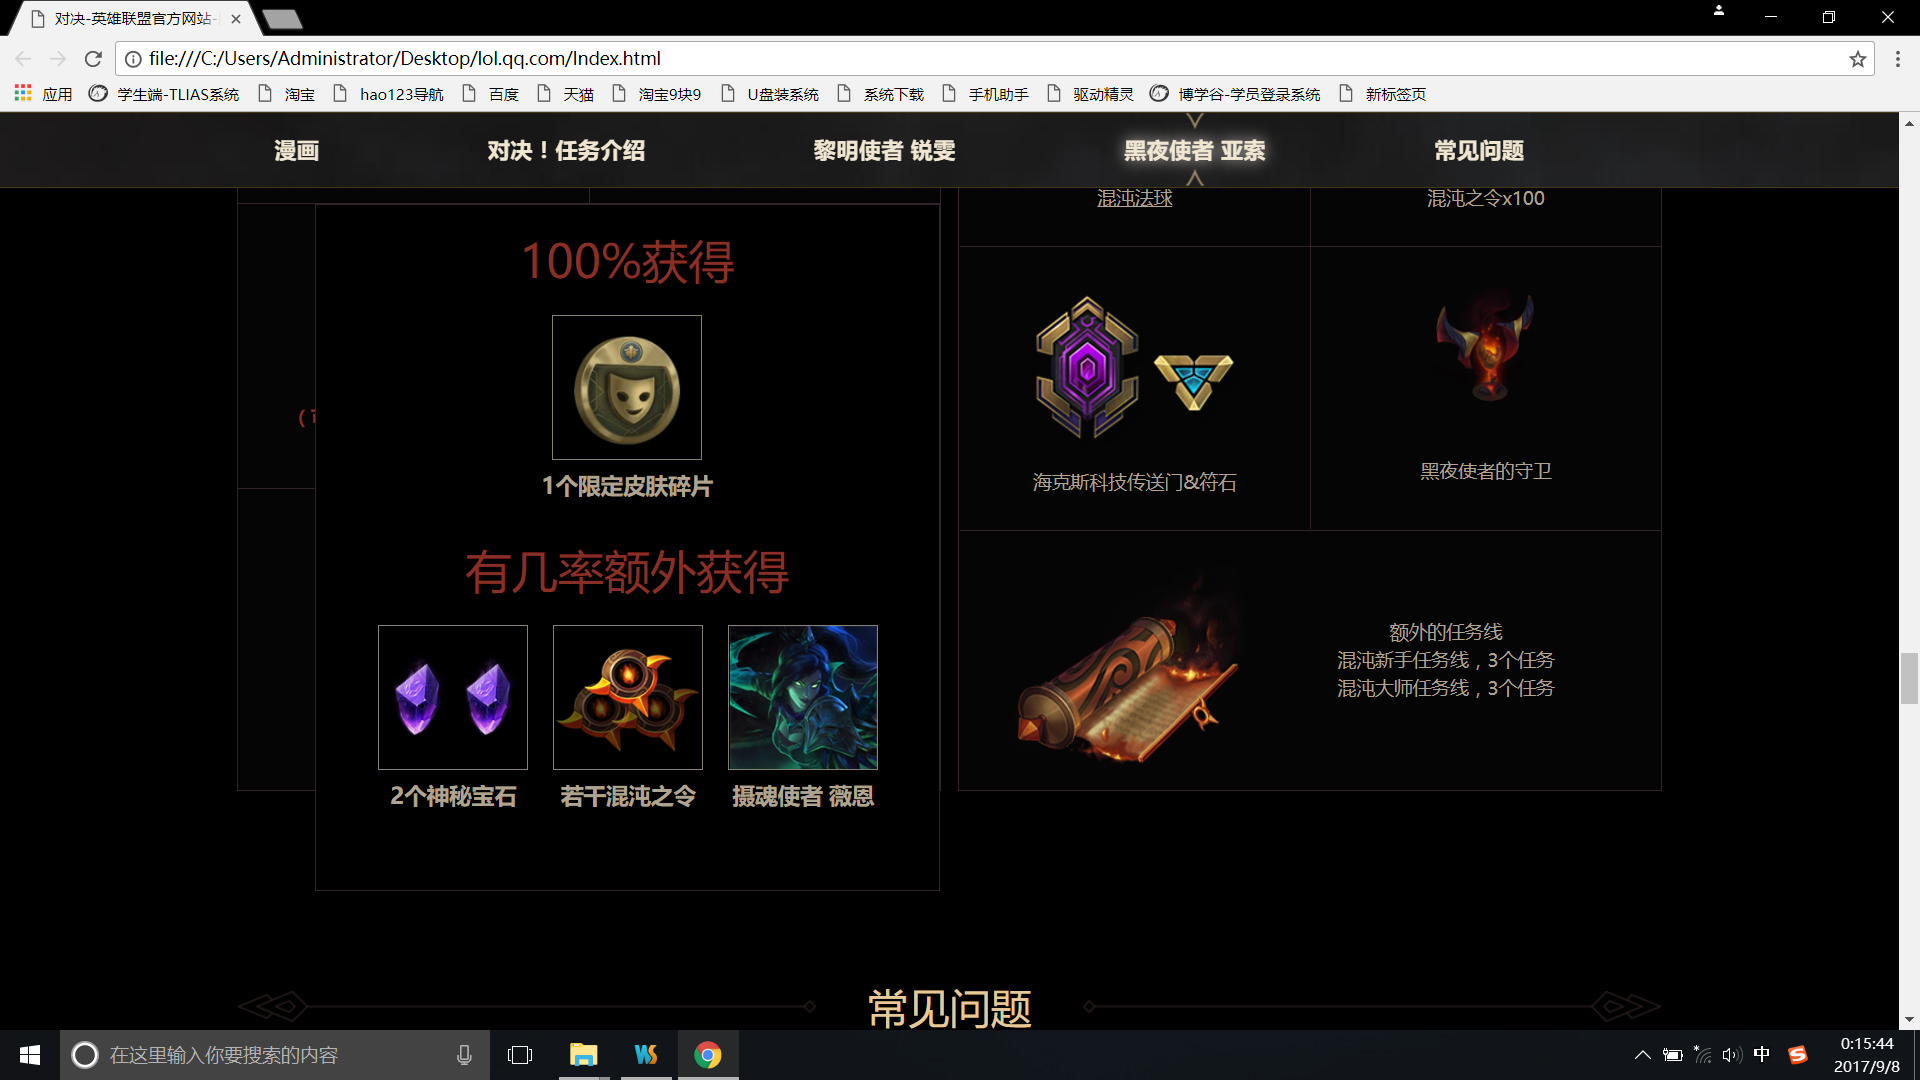 对决-英雄联盟官方网站-
file:///C:/Users/Administrator/Desktop/lol.qq.com/Index.html
应用 学生端-TLIAS系统 淘宝 hao123导航 百度 天猫 淘宝9块9 U盘装系统 系统下载 手机助手 驱动精灵 博学谷-学员登录系统 新标签页
漫画 对决！任务介绍 黎明使者 锐雯 黑夜使者 亚索 常见问题
混沌法球 混沌之令x100
100%获得
1个限定皮肤碎片
有几率额外获得
2个神秘宝石 若干混沌之令 摄魂使者 薇恩
海克斯科技传送门&符石
黑夜使者的守卫
额外的任务线
混沌新手任务线，3个任务
混沌大师任务线，3个任务
常见问题
在这里输入你要搜索的内容
WS
中
S
0:15:44
2017/9/8